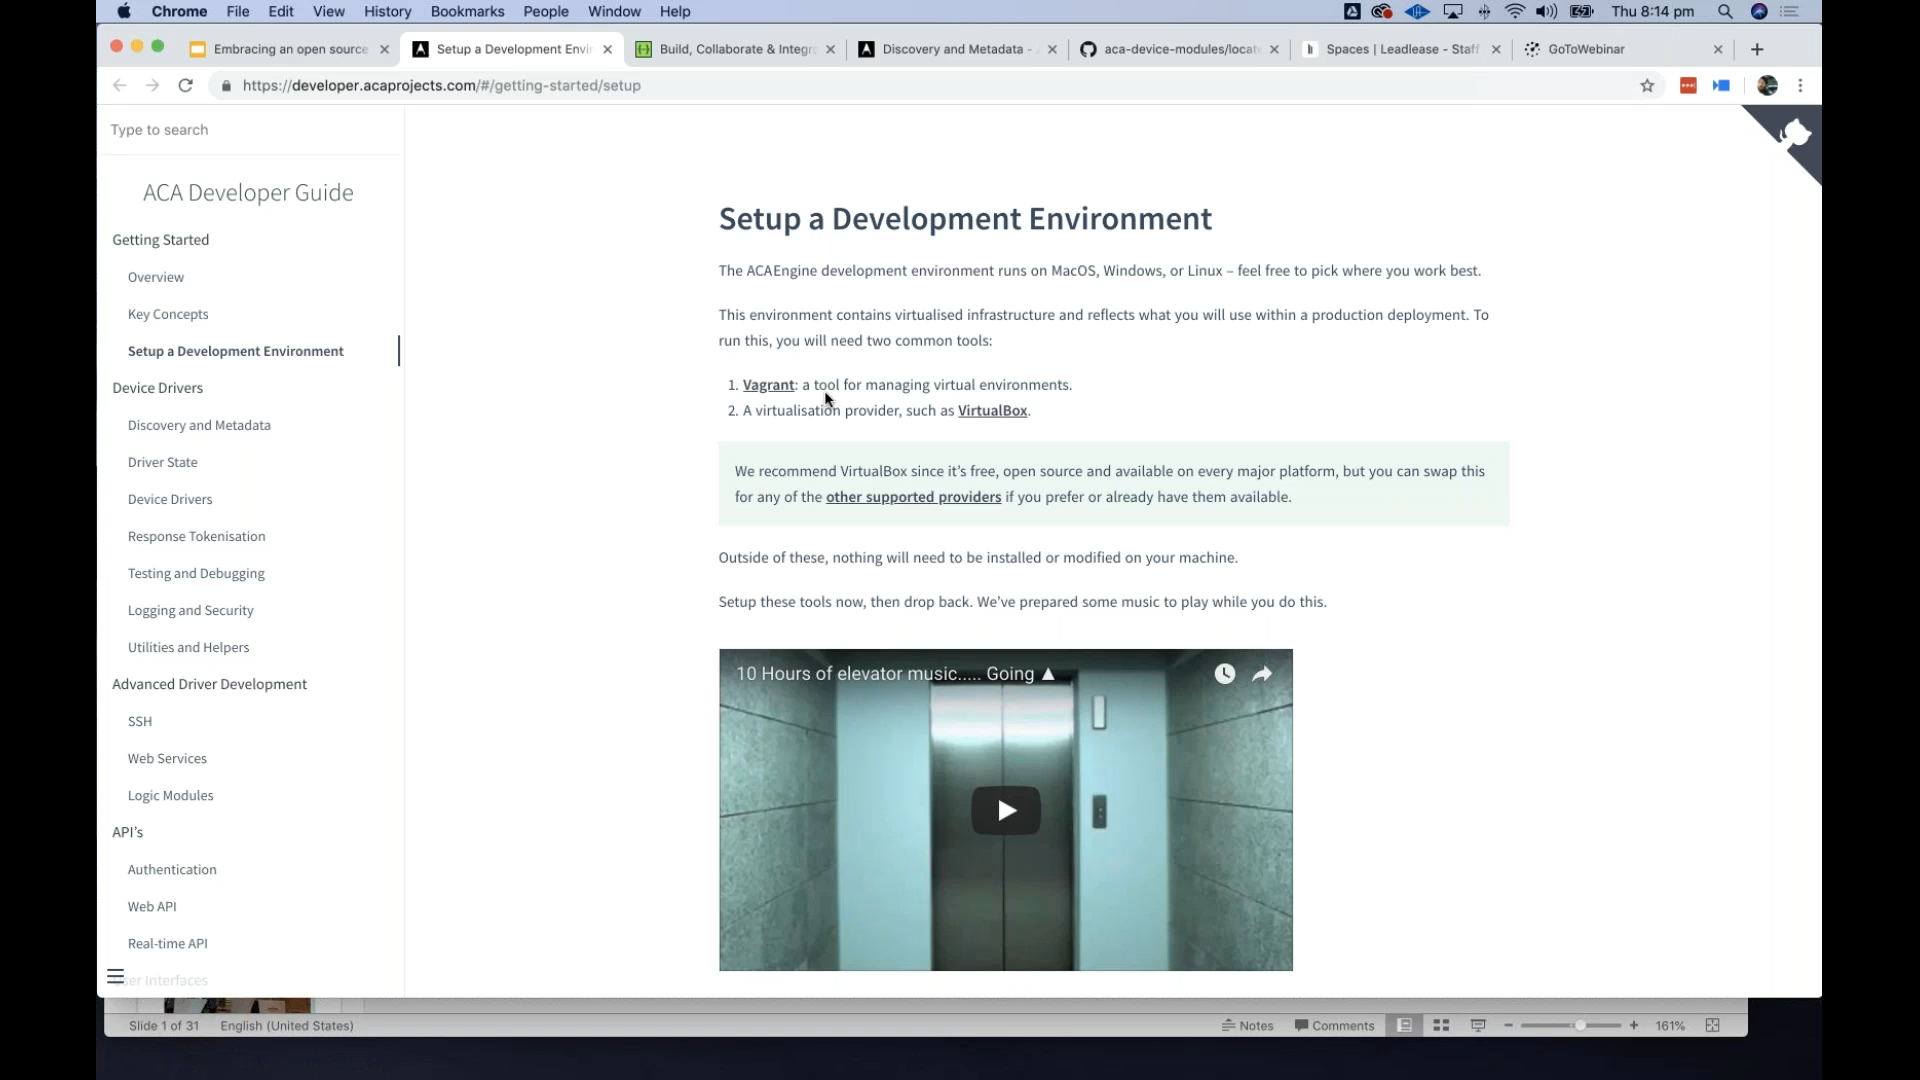 Chrome File Edit View History Bookmarks People Window Help Thu 8:14 pm
Embracing an open source
Setup a Development Envir
Build, Collaborate & Integr
Discovery and Metadata -
aca-device-modules/locat
Spaces | Leadlease - Staff
GoToWebinar
https://developer.acaprojects.com/#/getting-started/setup
Type to search
ACA Developer Guide
Getting Started
Overview
Key Concepts
Setup a Development Environment
Device Drivers
Discovery and Metadata
Driver State
Device Drivers
Response Tokenisation
Testing and Debugging
Logging and Security
Utilities and Helpers
Advanced Driver Development
SSH
Web Services
Logic Modules
API's
Authentication
Web API
Real-time API
User Interfaces
Setup a Development Environment
The ACAEngine development environment runs on MacOS, Windows, or Linux – feel free to pick where you work best.
This environment contains virtualised infrastructure and reflects what you will use within a production deployment. To
run this, you will need two common tools:
1. Vagrant: a tool for managing virtual environments.
2. A virtualisation provider, such as VirtualBox.
We recommend VirtualBox since it's free, open source and available on every major platform, but you can swap this
for any of the other supported providers if you prefer or already have them available.
Outside of these, nothing will need to be installed or modified on your machine.
Setup these tools now, then drop back. We've prepared some music to play while you do this.
10 Hours of elevator music..... Going ▲
Slide 1 of 31 English (United States) Notes Comments 161%